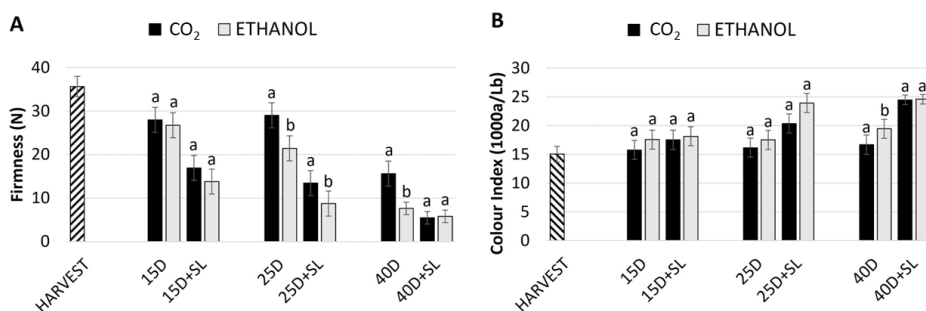 A
CO₂ ETHANOL
Firmness (N)
40
30
20
10
0
a a a a a b a b a b a a
HARVEST
15D
15D+SL
25D
25D+SL
40D
40D+SL
B
CO₂ ETHANOL
Colour Index (1000a/Lb)
30
25
20
15
10
5
0
a a a a a a a a a b a a
HARVEST
15D
15D+SL
25D
25D+SL
40D
40D+SL